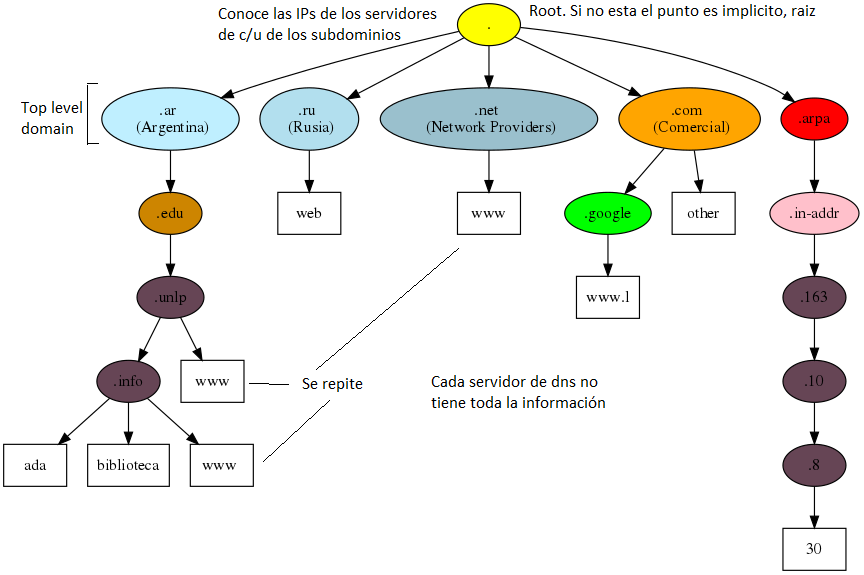 Conoce las IPs de los servidores
de c/u de los subdominios
.
Root. Si no esta el punto es implicito, raiz
Top level
domain
.ar
(Argentina)
.ru
(Rusia)
.net
(Network Providers)
.com
(Comercial)
.arpa
.edu
web
www
.google
other
.in-addr
.unlp
www.l
.163
.info
www
Se repite
Cada servidor de dns no
tiene toda la información
.10
ada
biblioteca
www
.8
30